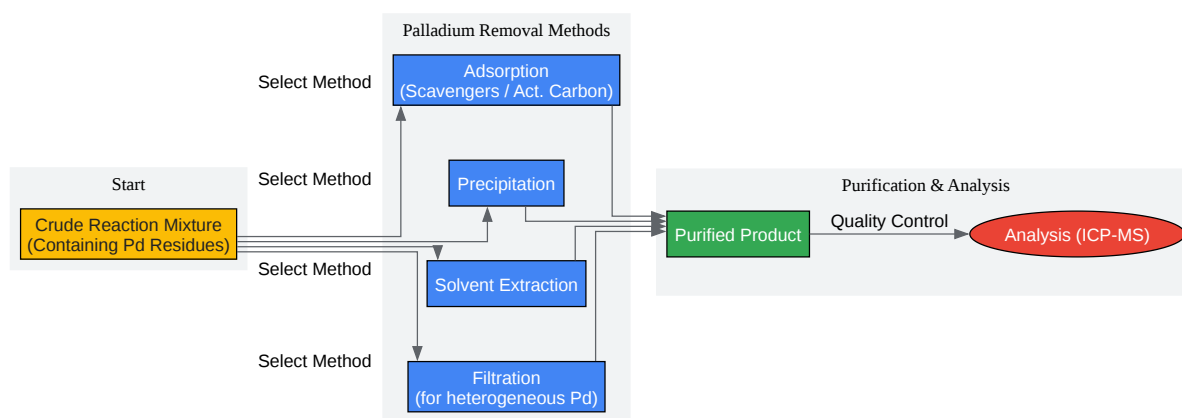 Palladium Removal Methods
Select Method
Adsorption
(Scavengers / Act. Carbon)
Select Method
Precipitation
Start
Crude Reaction Mixture
(Containing Pd Residues)
Select Method
Solvent Extraction
Select Method
Filtration
(for heterogeneous Pd)
Purification & Analysis
Purified Product
Quality Control
Analysis (ICP-MS)